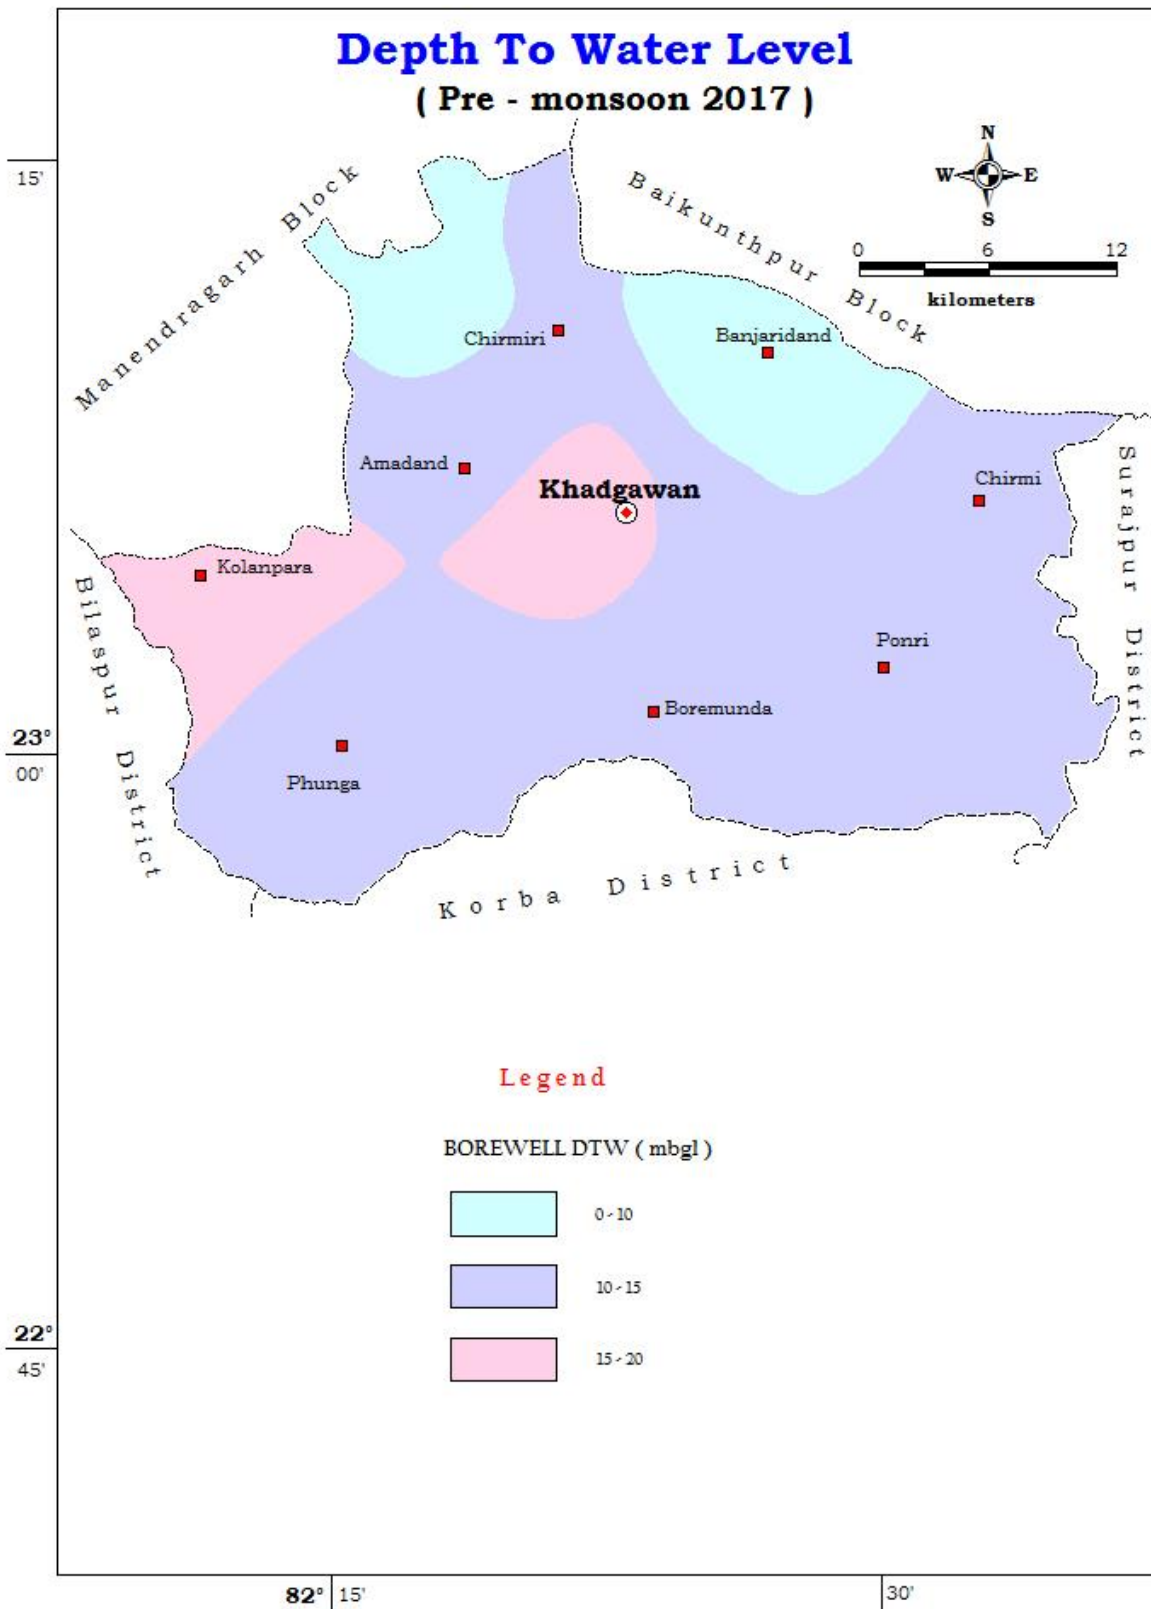 Depth To Water Level
( Pre - monsoon 2017 )
N
W E
S
15'
Manendragarh Block
Baikunthpur Block
0 6 12
kilometers
Chirmiri
Banjaridand
Amadand
Khadgawan
Chirmi
Surajpur District
Kolanpara
Bilaspur District
Ponri
Boremunda
23°
00'
Phunga
Korba District
Legend
BOREWELL DTW ( mbgl )
0 - 10
10 - 15
15 - 20
22°
45'
82° 15' 30'